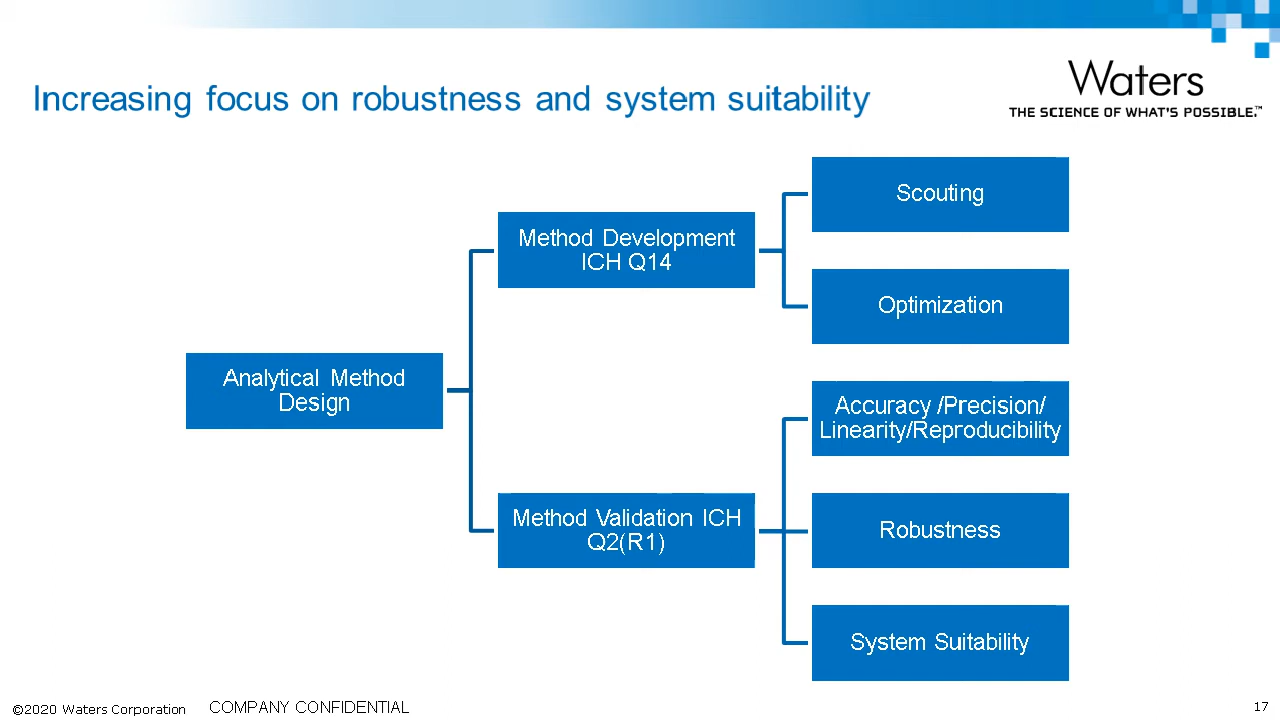 Increasing focus on robustness and system suitability
Waters
THE SCIENCE OF WHAT'S POSSIBLE.™
Scouting
Method Development
ICH Q14
Optimization
Analytical Method
Design
Accuracy /Precision/
Linearity/Reproducibility
Method Validation ICH
Q2(R1)
Robustness
System Suitability
©2020 Waters Corporation COMPANY CONFIDENTIAL 17